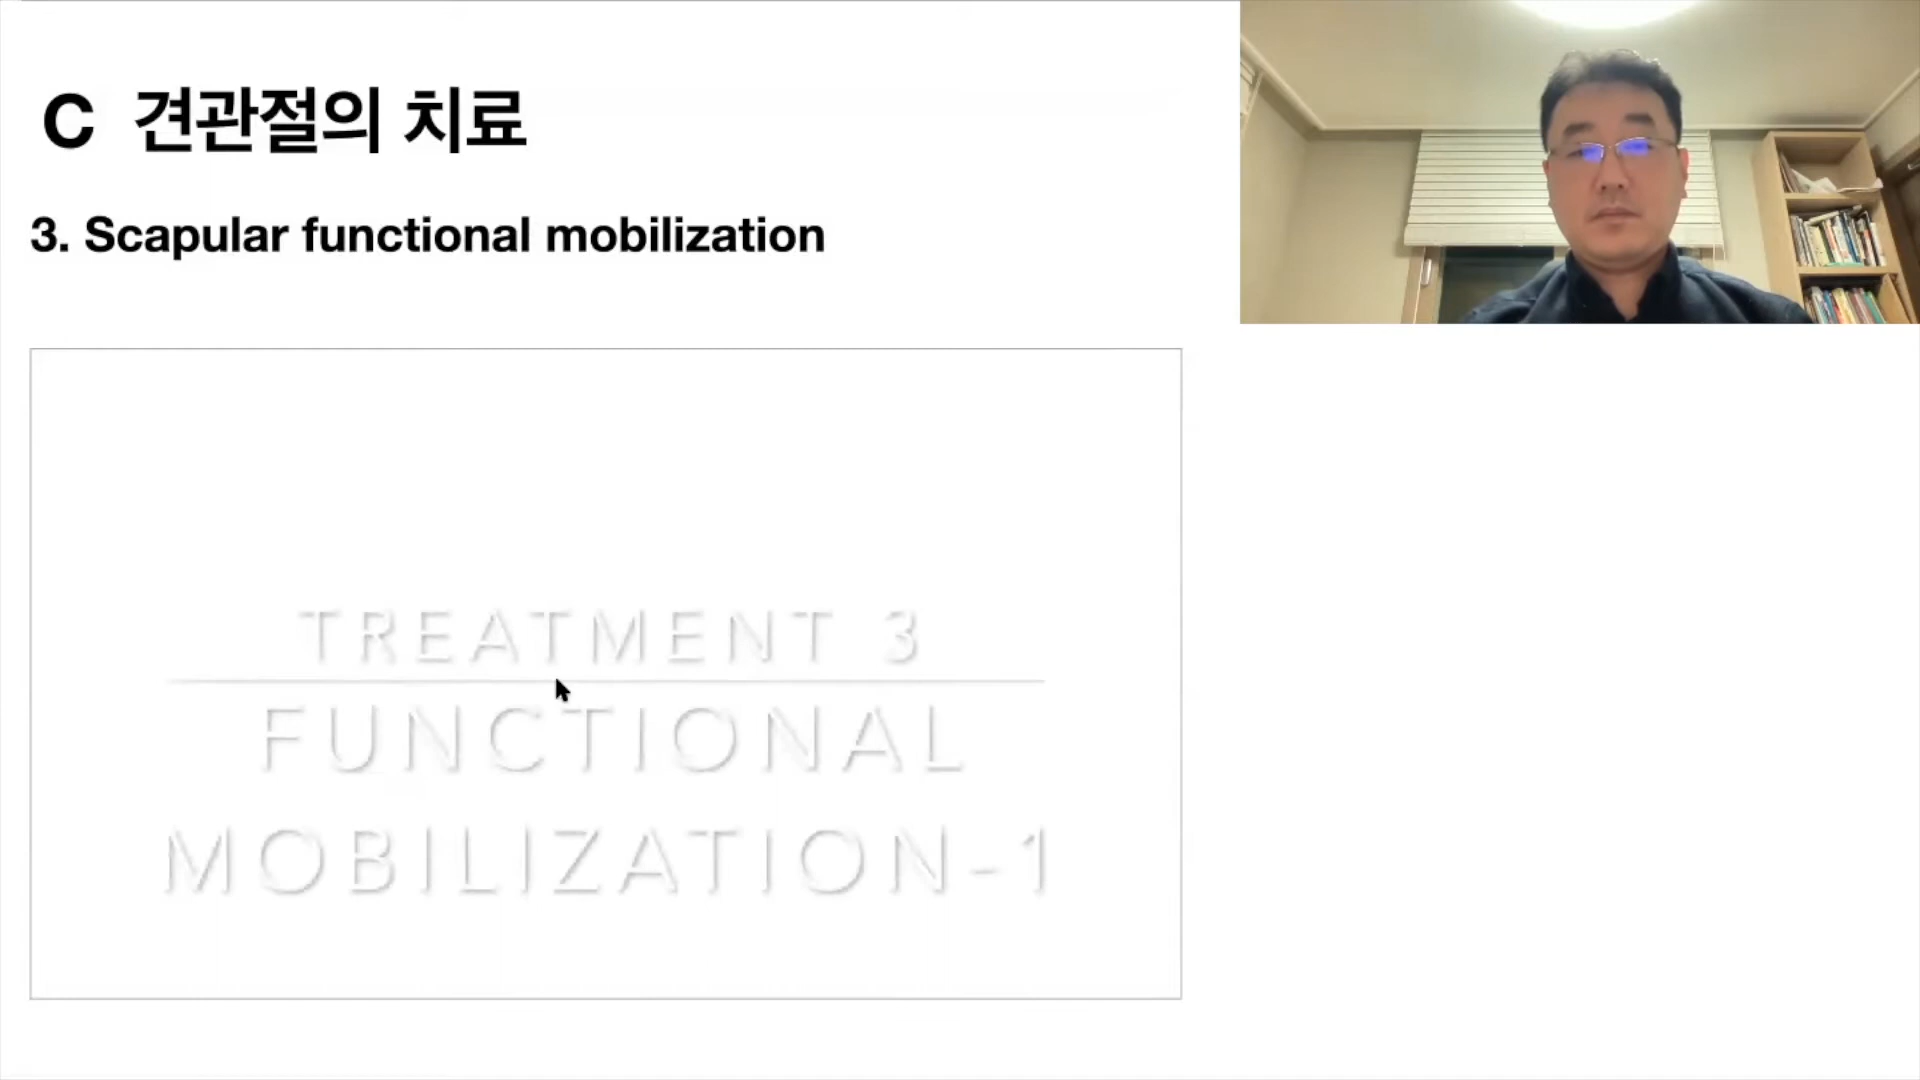 C 견관절의 치료
3. Scapular functional mobilization
TREATMENT 3
FUNCTIONAL
MOBILIZATION-1